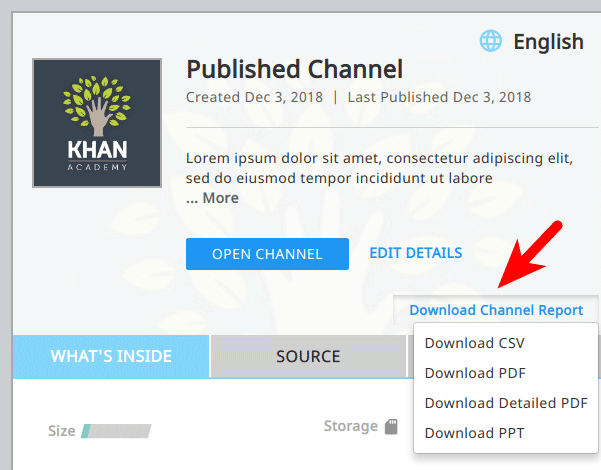 English
Published Channel
Created Dec 3, 2018 | Last Published Dec 3, 2018
KHAN
ACADEMY
Lorem ipsum dolor sit amet, consectetur adipiscing elit,
sed do eiusmod tempor incididunt ut labore
... More
OPEN CHANNEL EDIT DETAILS
Download Channel Report
WHAT'S INSIDE SOURCE
Download CSV
Download PDF
Download Detailed PDF
Download PPT
Size Storage